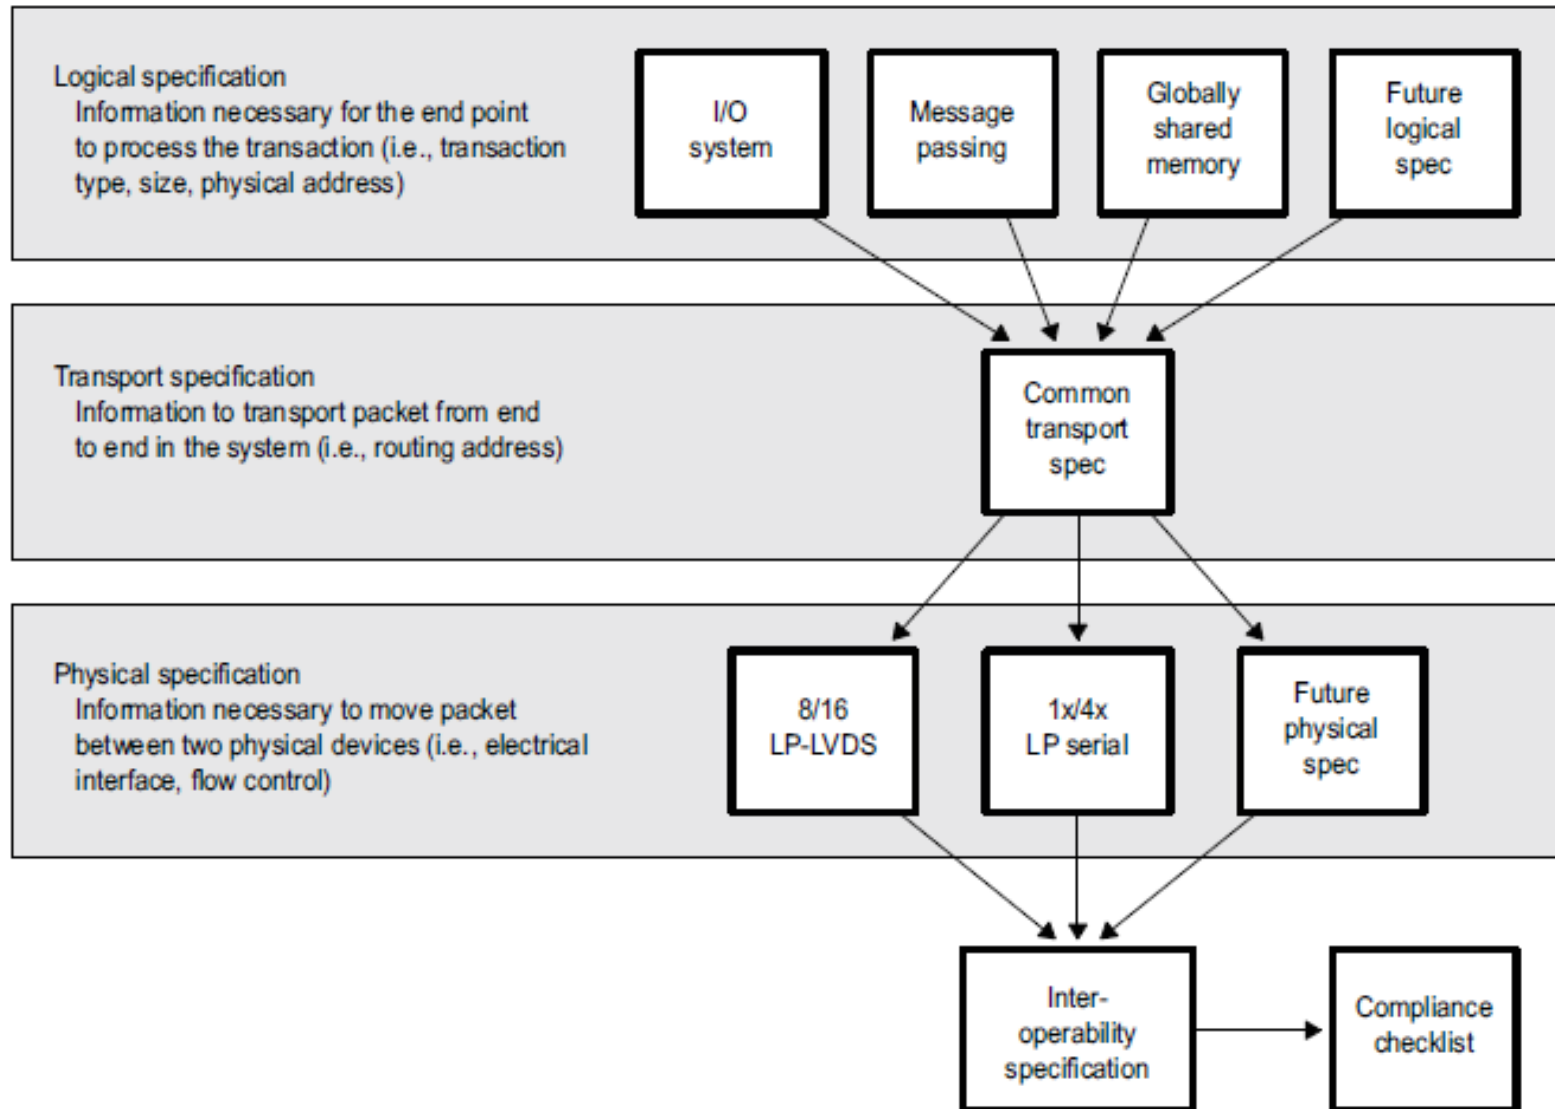 Logical specification
Information necessary for the end point
to process the transaction (i.e., transaction
type, size, physical address)
I/O
system
Message
passing
Globally
shared
memory
Future
logical
spec
Transport specification
Information to transport packet from end
to end in the system (i.e., routing address)
Common
transport
spec
Physical specification
Information necessary to move packet
between two physical devices (i.e., electrical
interface, flow control)
8/16
LP-LVDS
1x/4x
LP serial
Future
physical
spec
Inter-
operability
specification
Compliance
checklist